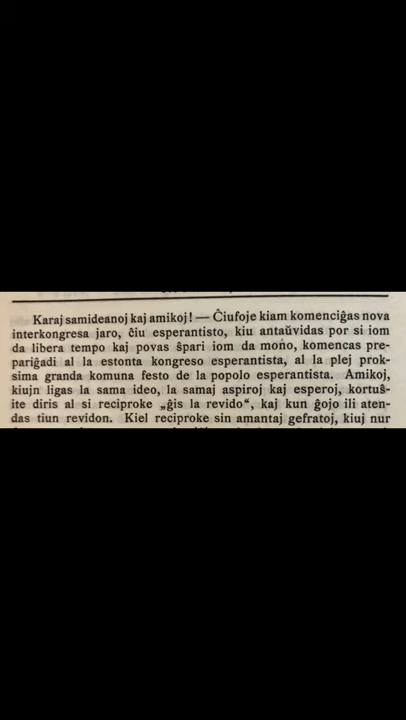 Karaj samideanoj kaj amikoj! — Ĉiufoje kiam komenciĝas nova
interkongresa jaro, ĉiu esperantisto, kiu antaŭvidas por si iom
da libera tempo kaj povas ŝpari iom da mono, komencas pre-
pariĝadi al la estonta kongreso esperantista, al la plej prok-
sima granda komuna festo de la popolo esperantista. Amikoj,
kiujn ligas la sama ideo, la samaj aspiroj kaj esperoj, kortuŝ-
ite diris al si reciproke „ĝis la revido“, kaj kun ĝojo ili aten-
das tiun revidon. Kiel reciproke sin amantaj gefratoj, kiuj nur